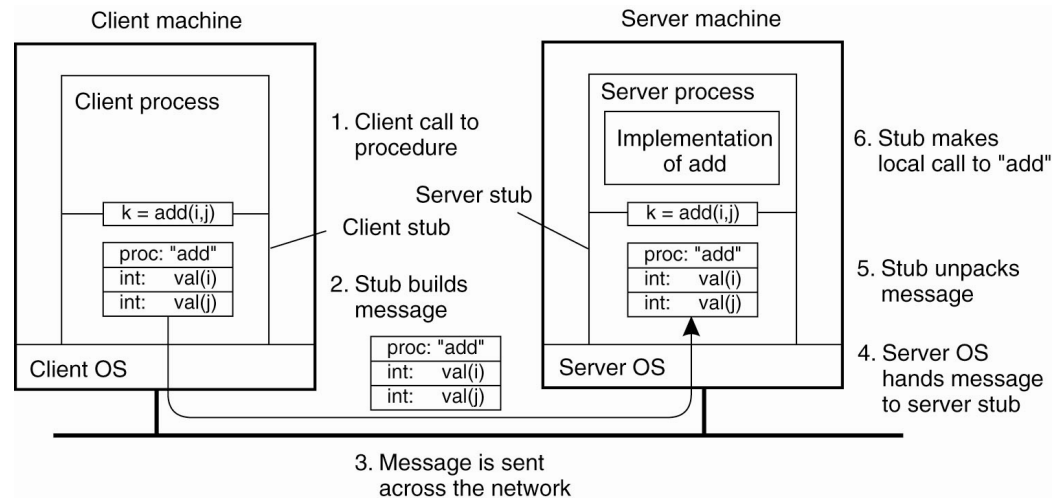 Client machine
Server machine
Client process
1. Client call to
procedure
k = add(i,j)
Client stub
proc: "add"
int: val(i)
int: val(j)
2. Stub builds
message
proc: "add"
int: val(i)
int: val(j)
Client OS
3. Message is sent
across the network
Server process
Implementation
of add
Server stub
k = add(i,j)
proc: "add"
int: val(i)
int: val(j)
Server OS
6. Stub makes
local call to "add"
5. Stub unpacks
message
4. Server OS
hands message
to server stub